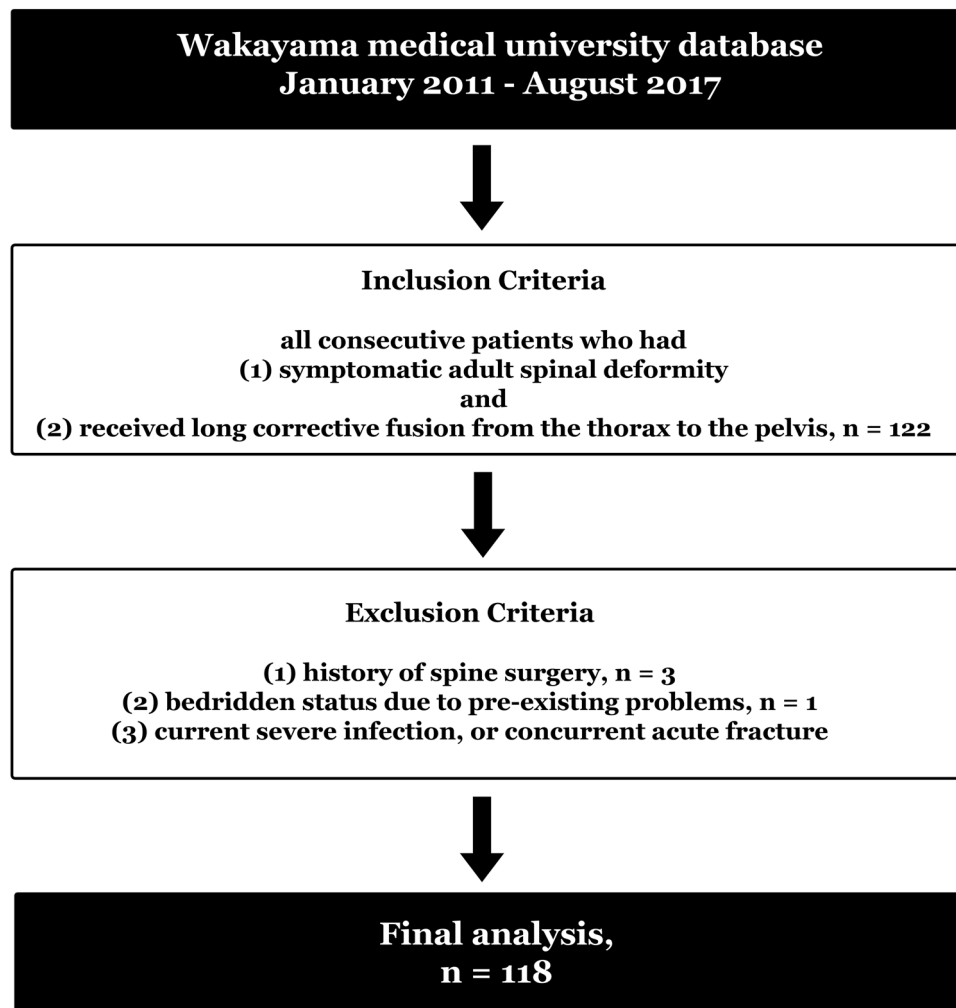 Wakayama medical university database
January 2011 - August 2017
Inclusion Criteria
all consecutive patients who had
(1) symptomatic adult spinal deformity
and
(2) received long corrective fusion from the thorax to the pelvis, n = 122
Exclusion Criteria
(1) history of spine surgery, n = 3
(2) bedridden status due to pre-existing problems, n = 1
(3) current severe infection, or concurrent acute fracture
Final analysis,
n = 118